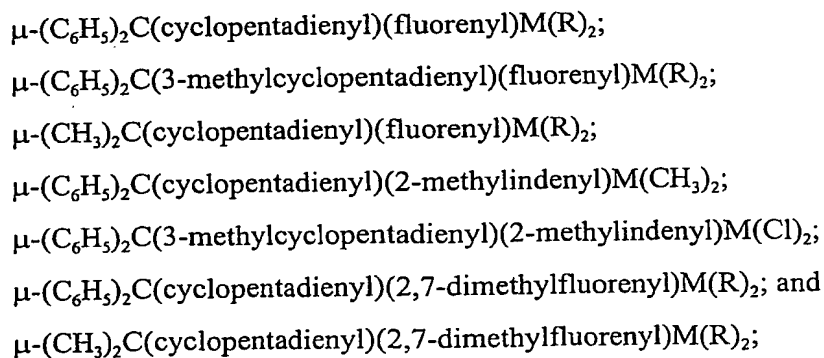 μ-(C₆H₅)₂C(cyclopentadienyl)(fluorenyl)M(R)₂;
μ-(C₆H₅)₂C(3-methylcyclopentadienyl)(fluorenyl)M(R)₂;
μ-(CH₃)₂C(cyclopentadienyl)(fluorenyl)M(R)₂;
μ-(C₆H₅)₂C(cyclopentadienyl)(2-methylindenyl)M(CH₃)₂;
μ-(C₆H₅)₂C(3-methylcyclopentadienyl)(2-methylindenyl)M(Cl)₂;
μ-(C₆H₅)₂C(cyclopentadienyl)(2,7-dimethylfluorenyl)M(R)₂; and
μ-(CH₃)₂C(cyclopentadienyl)(2,7-dimethylfluorenyl)M(R)₂;